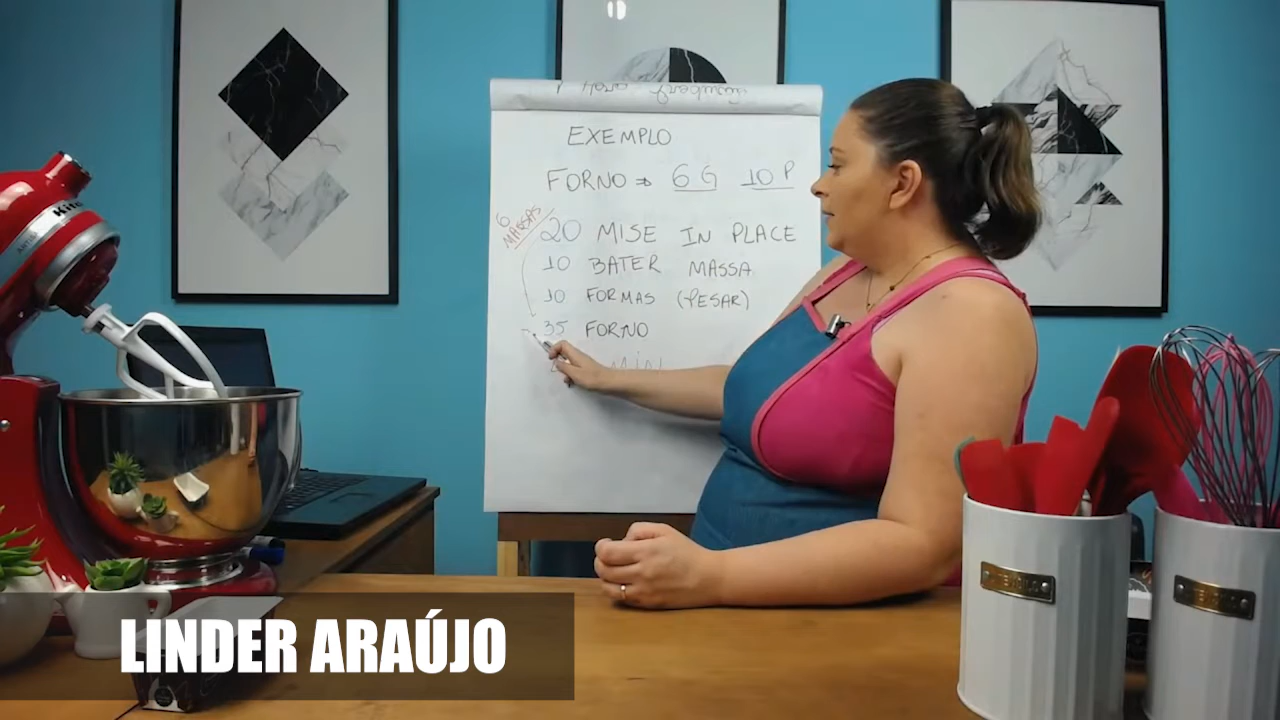 EXEMPLO
FORNO → 6 G 10 P
6 MASSAS
20 MISE IN PLACE
10 BATER MASSA
10 FORMAS (PESAR)
35 FORNO
MIN
LINDER ARAÚJO